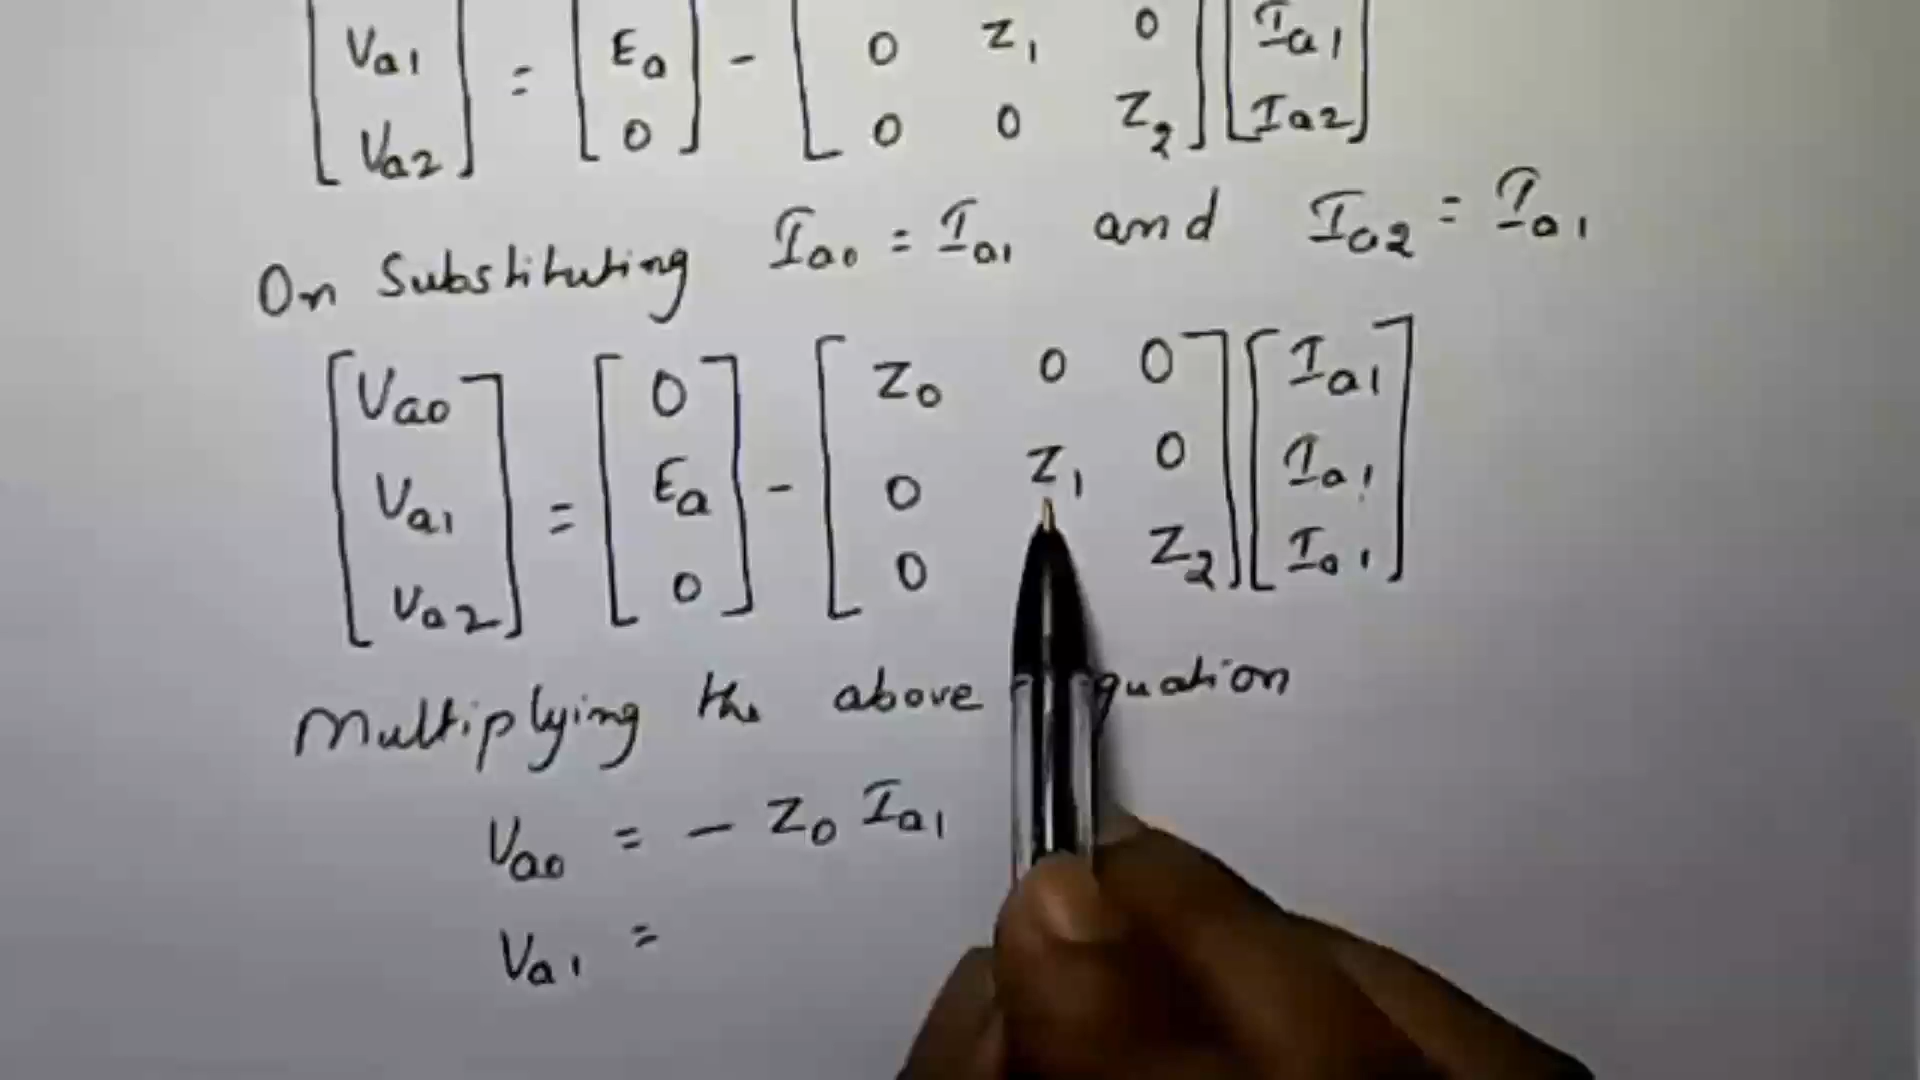 [Va1 Va2] = [Ea 0] - [0 Z1 0 0 0 Z2] [Ia1 Ia2]
On Substituting Ia0 = Ia1 and Ia2 = Ia1
[Va0 Va1 Va2] = [0 Ea 0] - [Z0 0 0 0 Z1 0 0 Z2] [Ia1 Ia1 Ia1]
Multiplying the above quation
Va0 = - Z0 Ia1
Va1 =